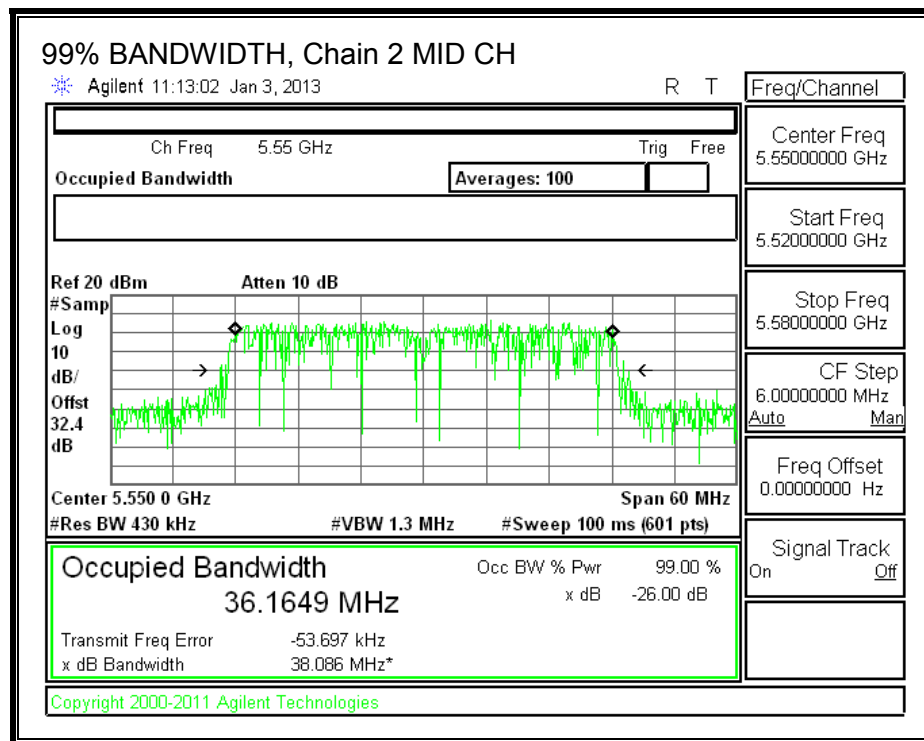 99% BANDWIDTH, Chain 2 MID CH
Agilent 11:13:02 Jan 3, 2013 R T
Freq/Channel
Ch Freq 5.55 GHz Trig Free
Occupied Bandwidth Averages: 100
Center Freq
5.55000000 GHz
Start Freq
5.52000000 GHz
Stop Freq
5.58000000 GHz
CF Step
6.00000000 MHz
Auto Man
Freq Offset
0.00000000 Hz
Signal Track
On Off
Ref 20 dBm Atten 10 dB
#Samp
Log
10
dB/
Offst
32.4
dB
Center 5.550 0 GHz Span 60 MHz
#Res BW 430 kHz #VBW 1.3 MHz #Sweep 100 ms (601 pts)
Occupied Bandwidth Occ BW % Pwr 99.00 %
36.1649 MHz x dB -26.00 dB
Transmit Freq Error -53.697 kHz
x dB Bandwidth 38.086 MHz*
Copyright 2000-2011 Agilent Technologies